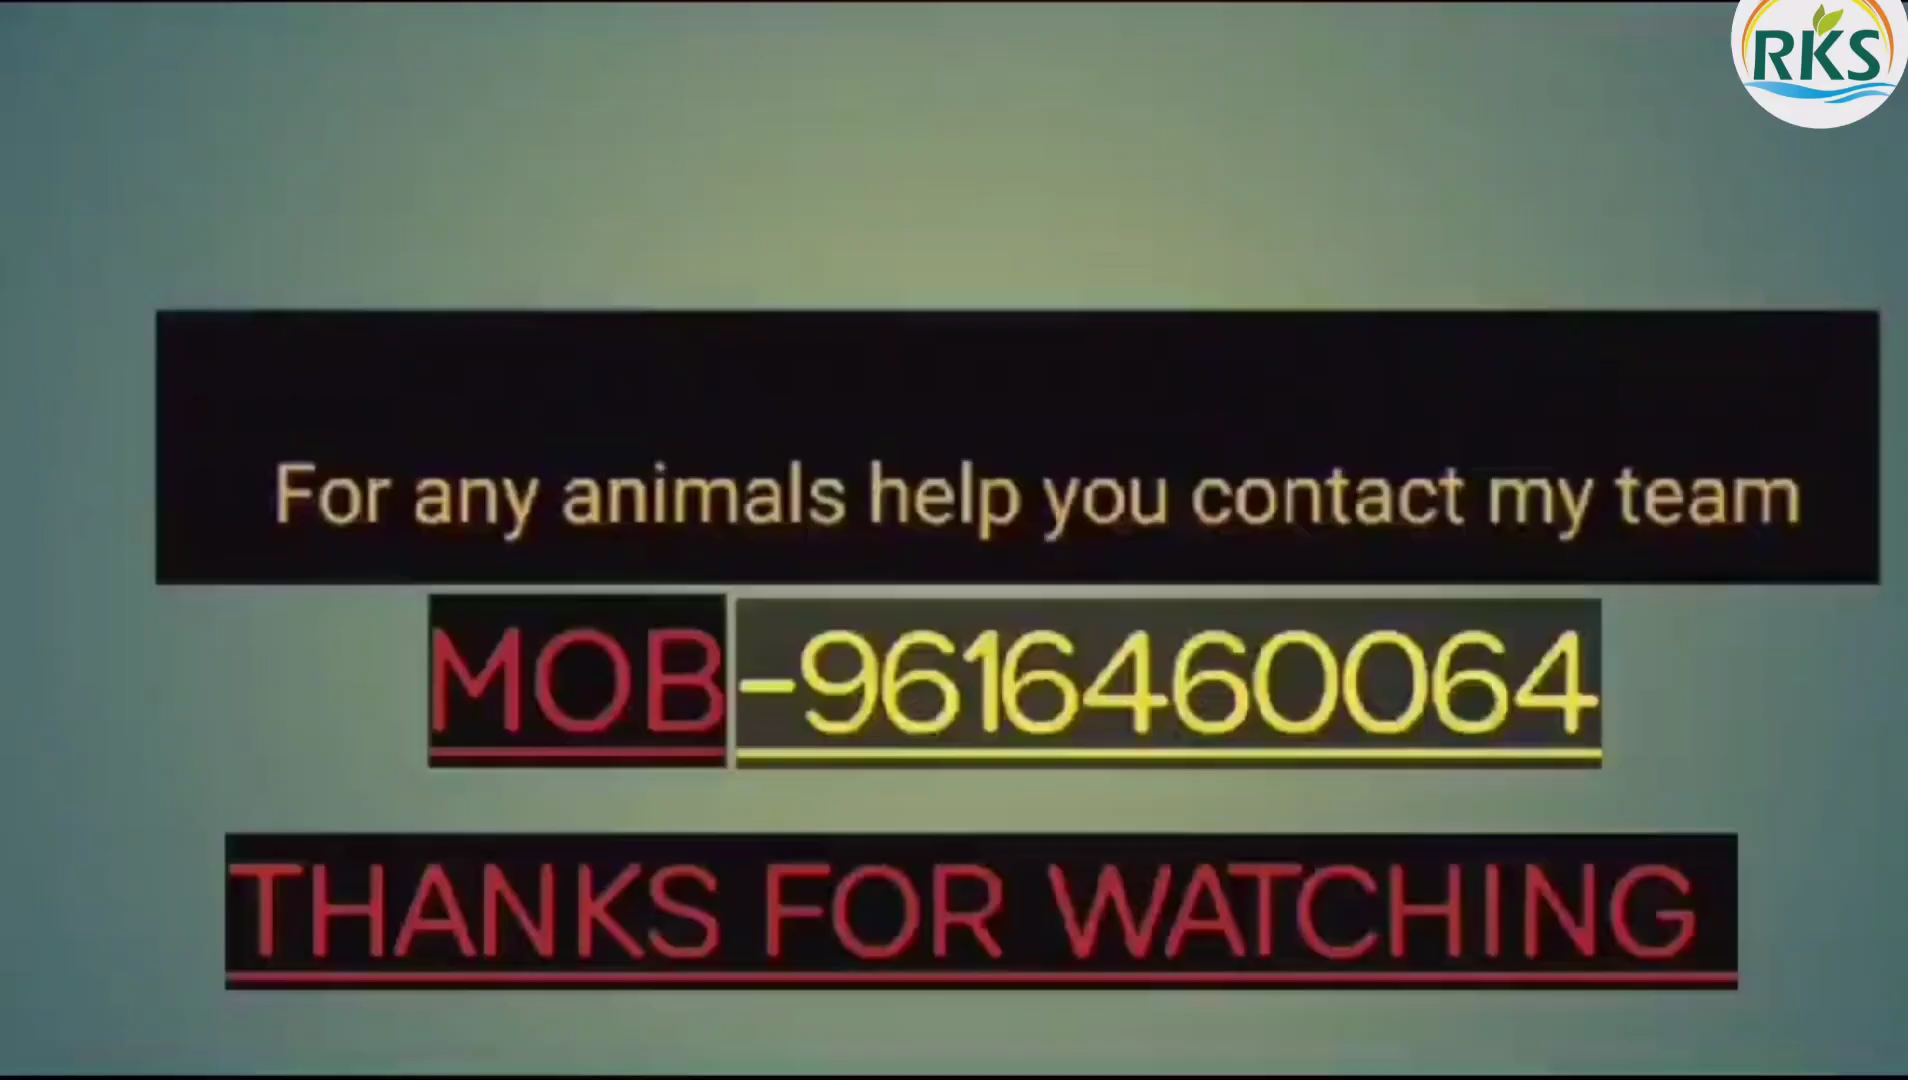 RKS
For any animals help you contact my team
MOB-9616460064
THANKS FOR WATCHING